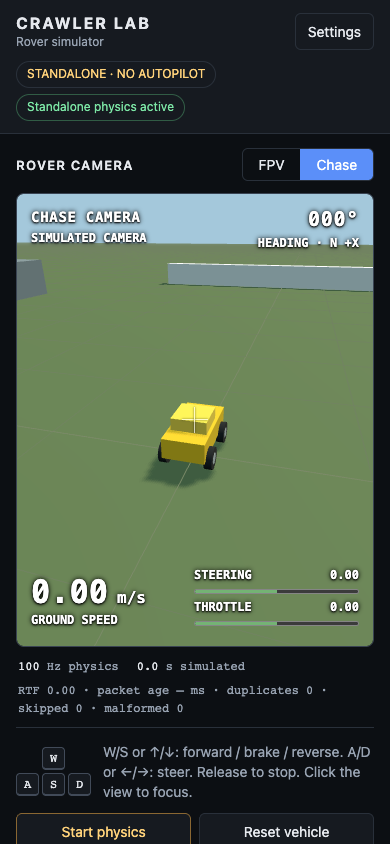 CRAWLER LAB
Rover simulator
Settings
STANDALONE · NO AUTOPILOT
Standalone physics active
ROVER CAMERA
FPV
Chase
CHASE CAMERA
SIMULATED CAMERA
000°
HEADING · N +X
0.00 m/s
GROUND SPEED
STEERING 0.00
THROTTLE 0.00
100 Hz physics 0.0 s simulated
RTF 0.00 · packet age — ms · duplicates 0 ·
skipped 0 · malformed 0
W
A S D
W/S or ↑/↓: forward / brake / reverse. A/D
or ←/→: steer. Release to stop. Click the
view to focus.
Start physics
Reset vehicle